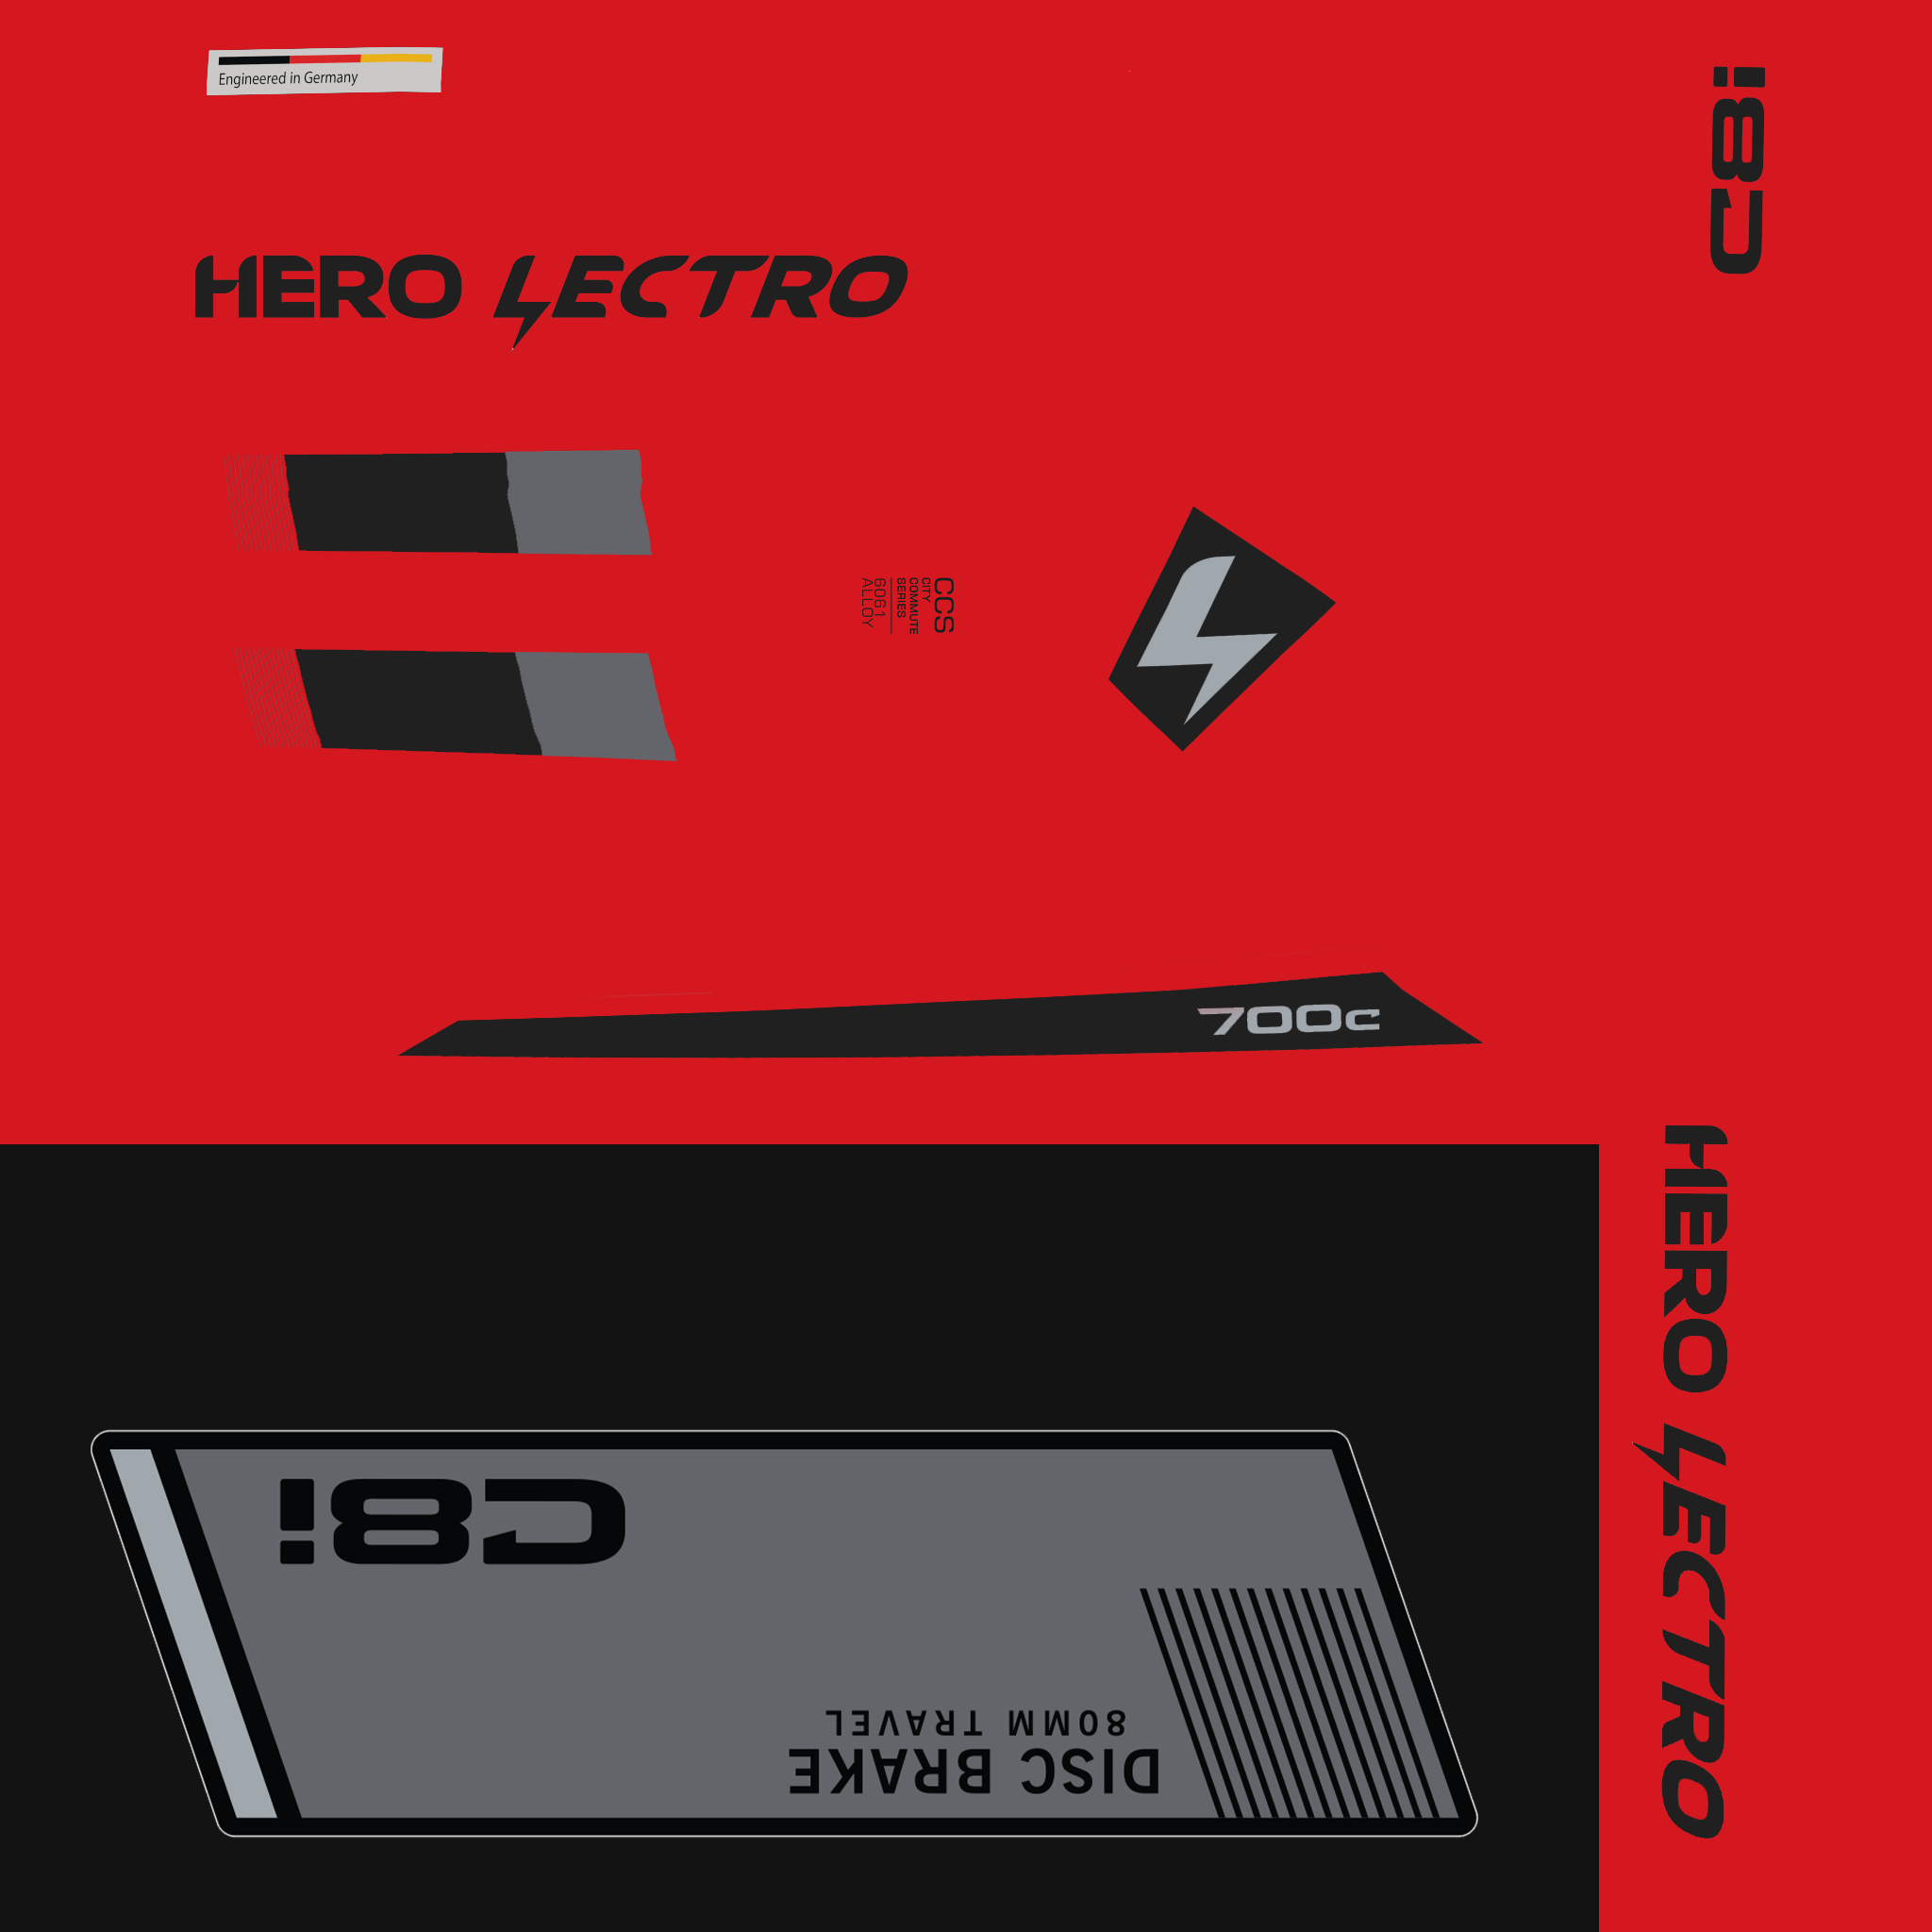 Engineered in Germany
C8i
HERO LECTRO
CCS
CITY
COMMUTE
SERIES
6061
ALLOY
700c
HERO LECTRO
DISC BRAKE
80MM TRAVEL
C8i